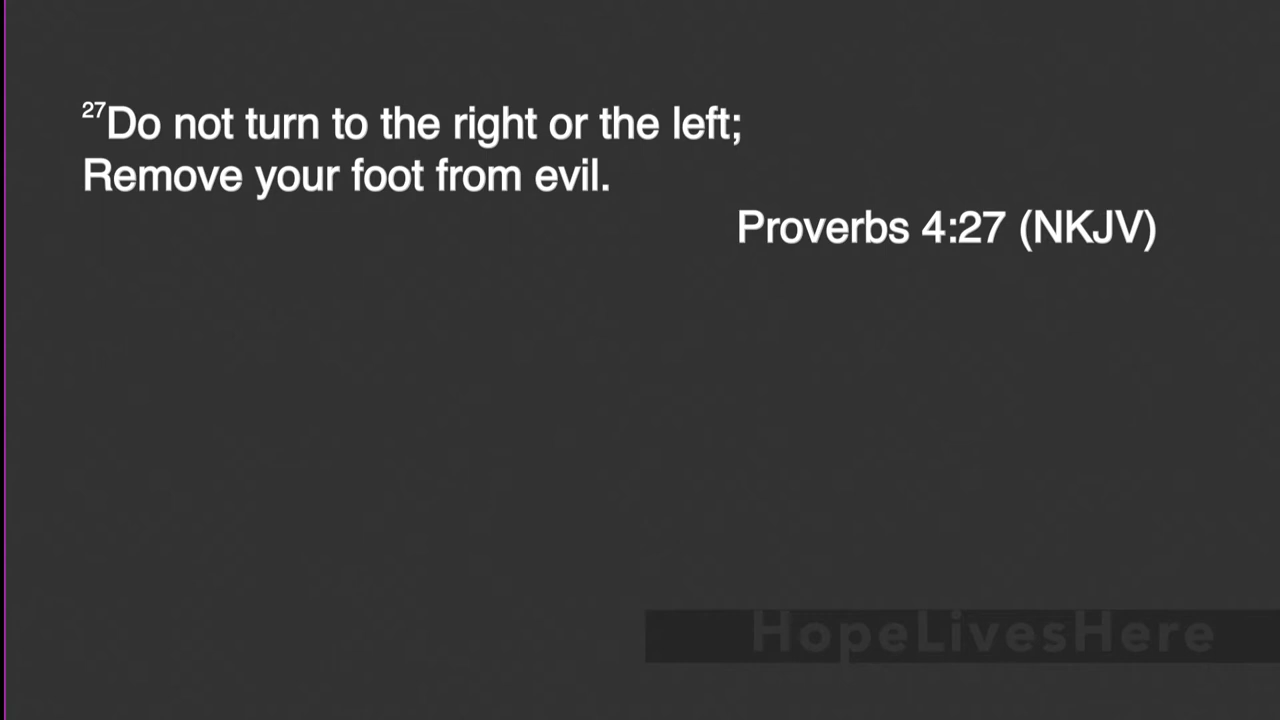 27Do not turn to the right or the left;
Remove your foot from evil.
Proverbs 4:27 (NKJV)
HopeLivesHere